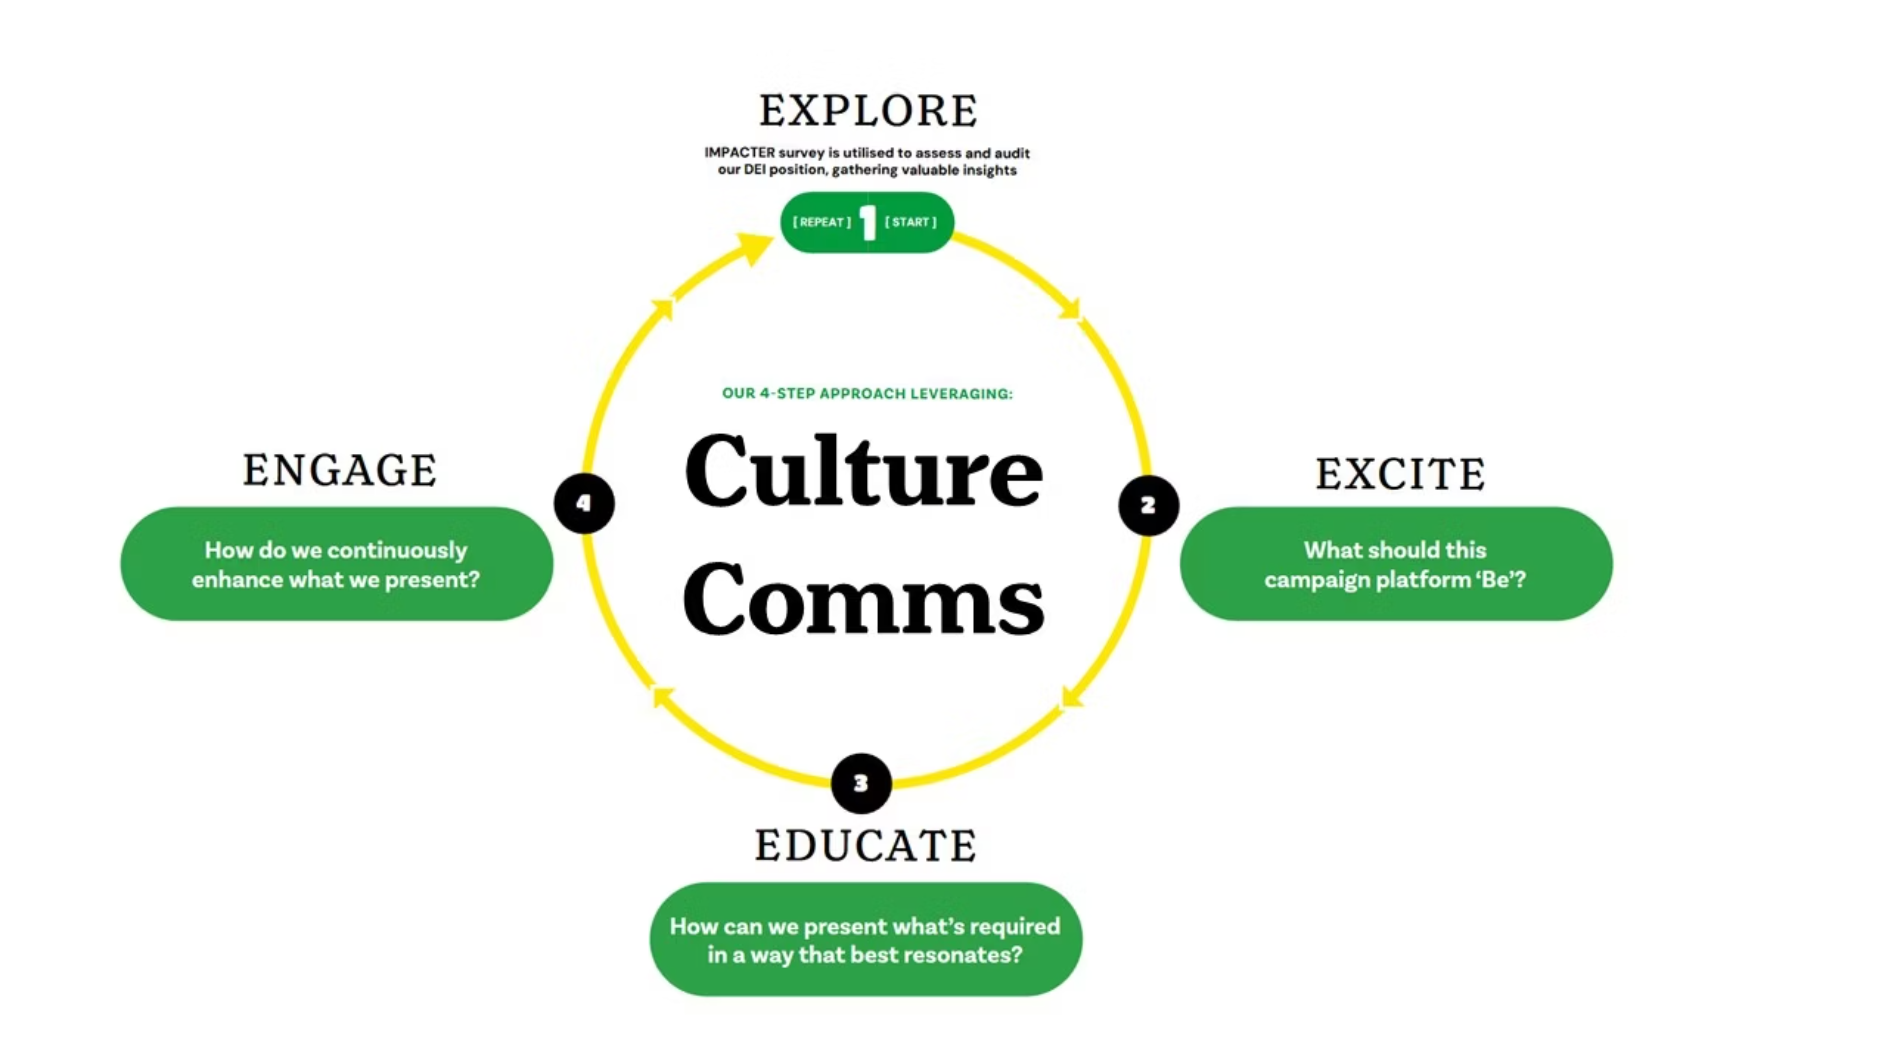 EXPLORE
IMPACTER survey is utilised to assess and audit
our DEI position, gathering valuable insights
[ REPEAT ] 1 [ START ]
OUR 4-STEP APPROACH LEVERAGING:
Culture
Comms
ENGAGE
4
How do we continuously
enhance what we present?
EXCITE
2
What should this
campaign platform ‘Be’?
3
EDUCATE
How can we present what’s required
in a way that best resonates?